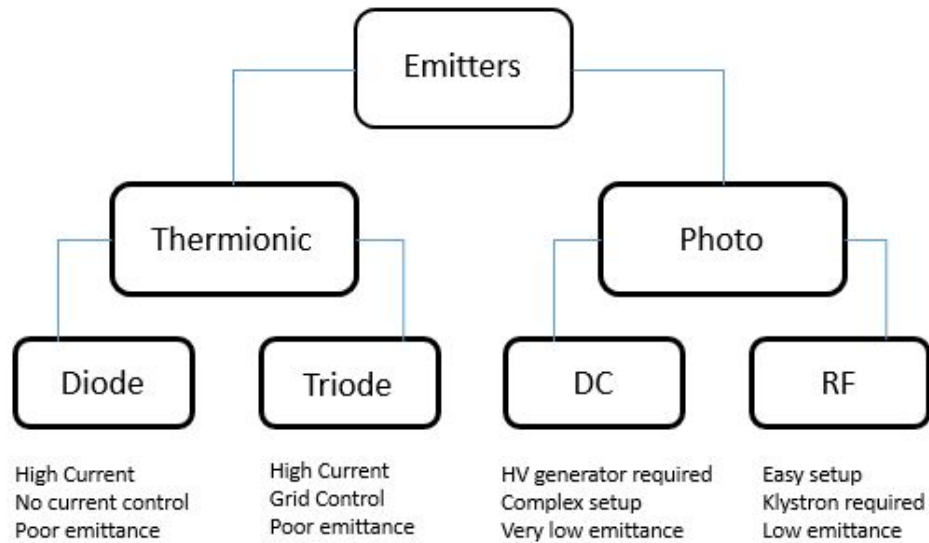 Emitters
Thermionic
Photo
Diode
Triode
DC
RF
High Current
No current control
Poor emittance
High Current
Grid Control
Poor emittance
HV generator required
Complex setup
Very low emittance
Easy setup
Klystron required
Low emittance